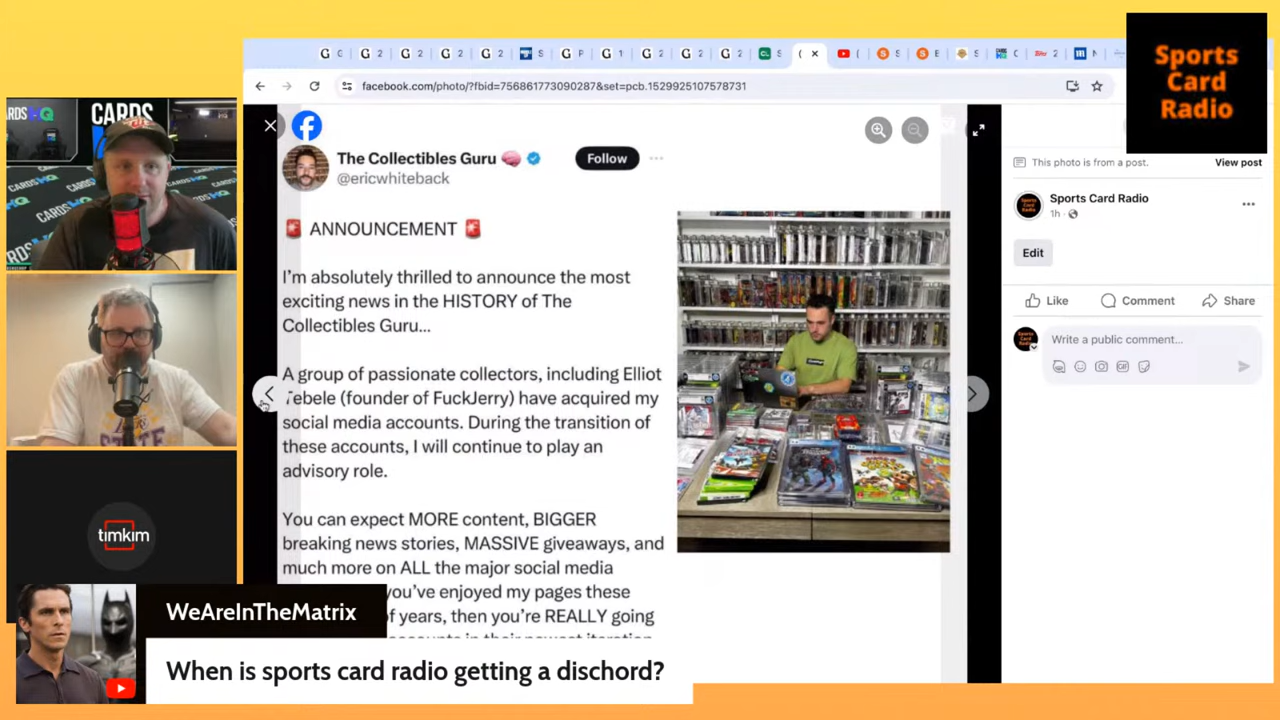 Sports
Card
Radio
facebook.com/photo/?fbid=756861773090287&set=pcb.1529925107578731
CARDS
The Collectibles Guru
@ericwhiteback
Follow
ANNOUNCEMENT
I'm absolutely thrilled to announce the most
exciting news in the HISTORY of The
Collectibles Guru...
A group of passionate collectors, including Elliot
Tebele (founder of FuckJerry) have acquired my
social media accounts. During the transition of
these accounts, I will continue to play an
advisory role.
You can expect MORE content, BIGGER
breaking news stories, MASSIVE giveaways, and
much more on ALL the major social media
you've enjoyed my pages these
of years, then you're REALLY going
This photo is from a post.
View post
Sports Card Radio
1h
Edit
Like
Comment
Share
Write a public comment...
timkim
WeAreInTheMatrix
When is sports card radio getting a dischord?